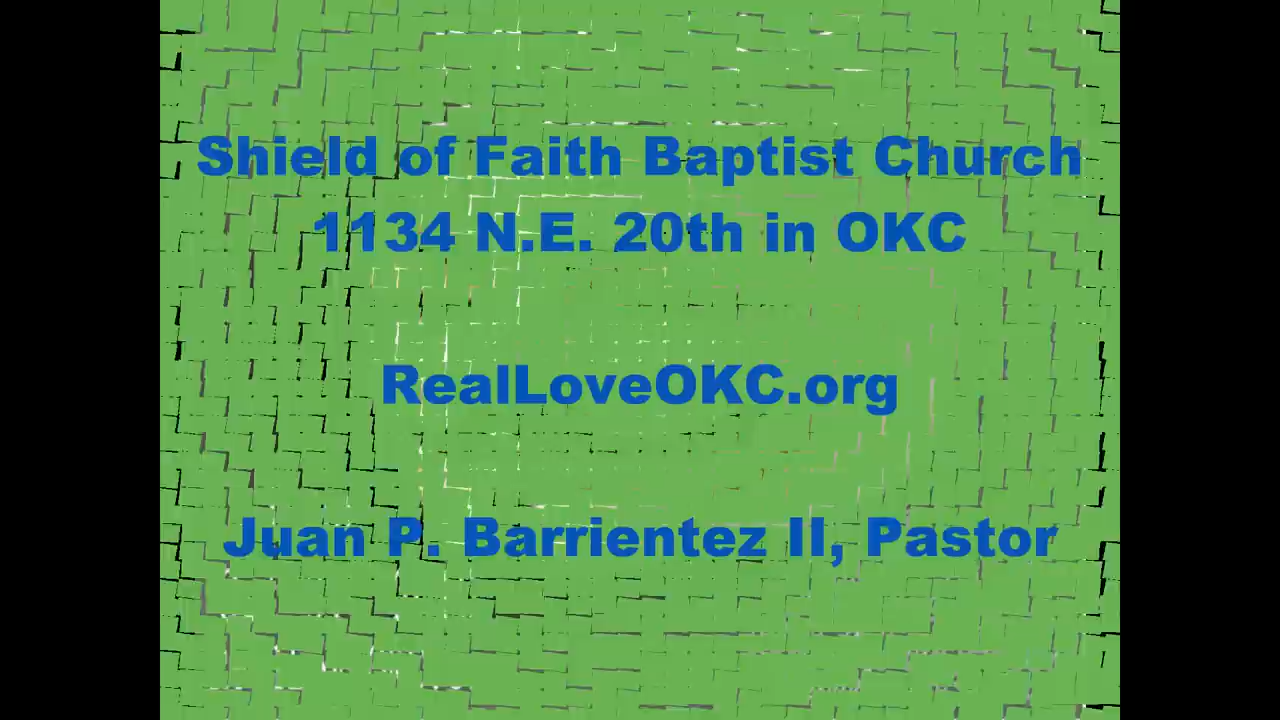 Shield of Faith Baptist Church
1134 N.E. 20th in OKC
RealLoveOKC.org
Juan P. Barrientez II, Pastor